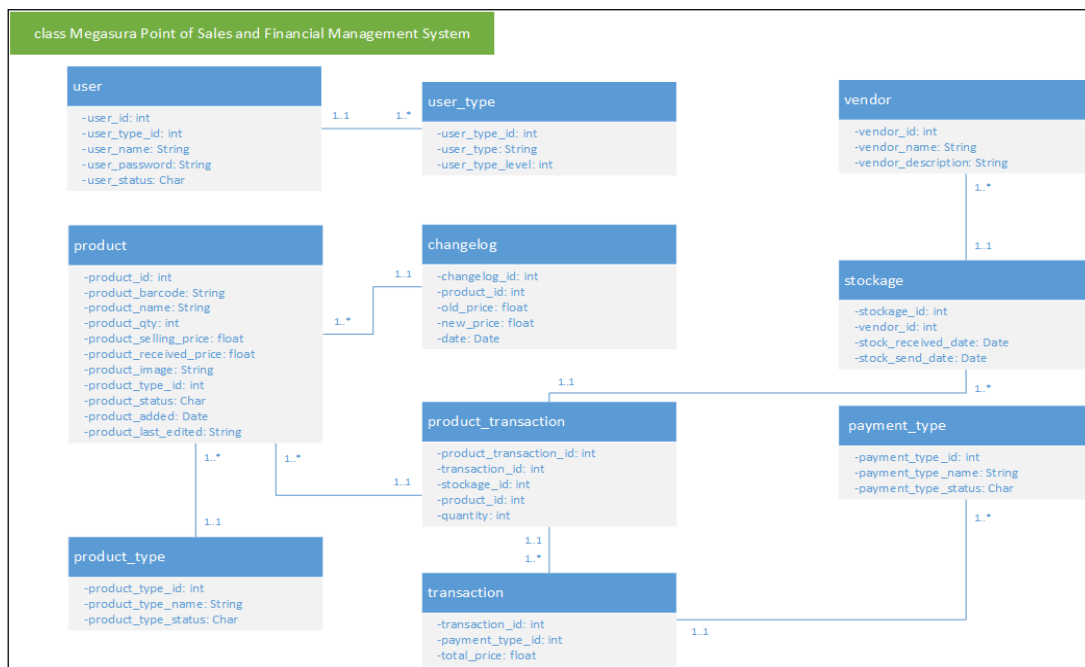 class Megasura Point of Sales and Financial Management System
user
-user_id: int
-user_type_id: int
-user_name: String
-user_password: String
-user_status: Char
1..1
1..*
user_type
-user_type_id: int
-user_type: String
-user_type_level: int
vendor
-vendor_id: int
-vendor_name: String
-vendor_description: String
1..*
1..1
product
-product_id: int
-product_barcode: String
-product_name: String
-product_qty: int
-product_selling_price: float
-product_received_price: float
-product_image: String
-product_type_id: int
-product_status: Char
-product_added: Date
-product_last_edited: String
1..1
1..*
changelog
-changelog_id: int
-product_id: int
-old_price: float
-new_price: float
-date: Date
stockage
-stockage_id: int
-vendor_id: int
-stock_received_date: Date
-stock_send_date: Date
1..1
1..*
product_transaction
-product_transaction_id: int
-transaction_id: int
-stockage_id: int
-product_id: int
-quantity: int
payment_type
-payment_type_id: int
-payment_type_name: String
-payment_type_status: Char
1..*
1..*
1..1
1..1
1..*
product_type
-product_type_id: int
-product_type_name: String
-product_type_status: Char
1..1
1..*
transaction
-transaction_id: int
-payment_type_id: int
-total_price: float
1..1